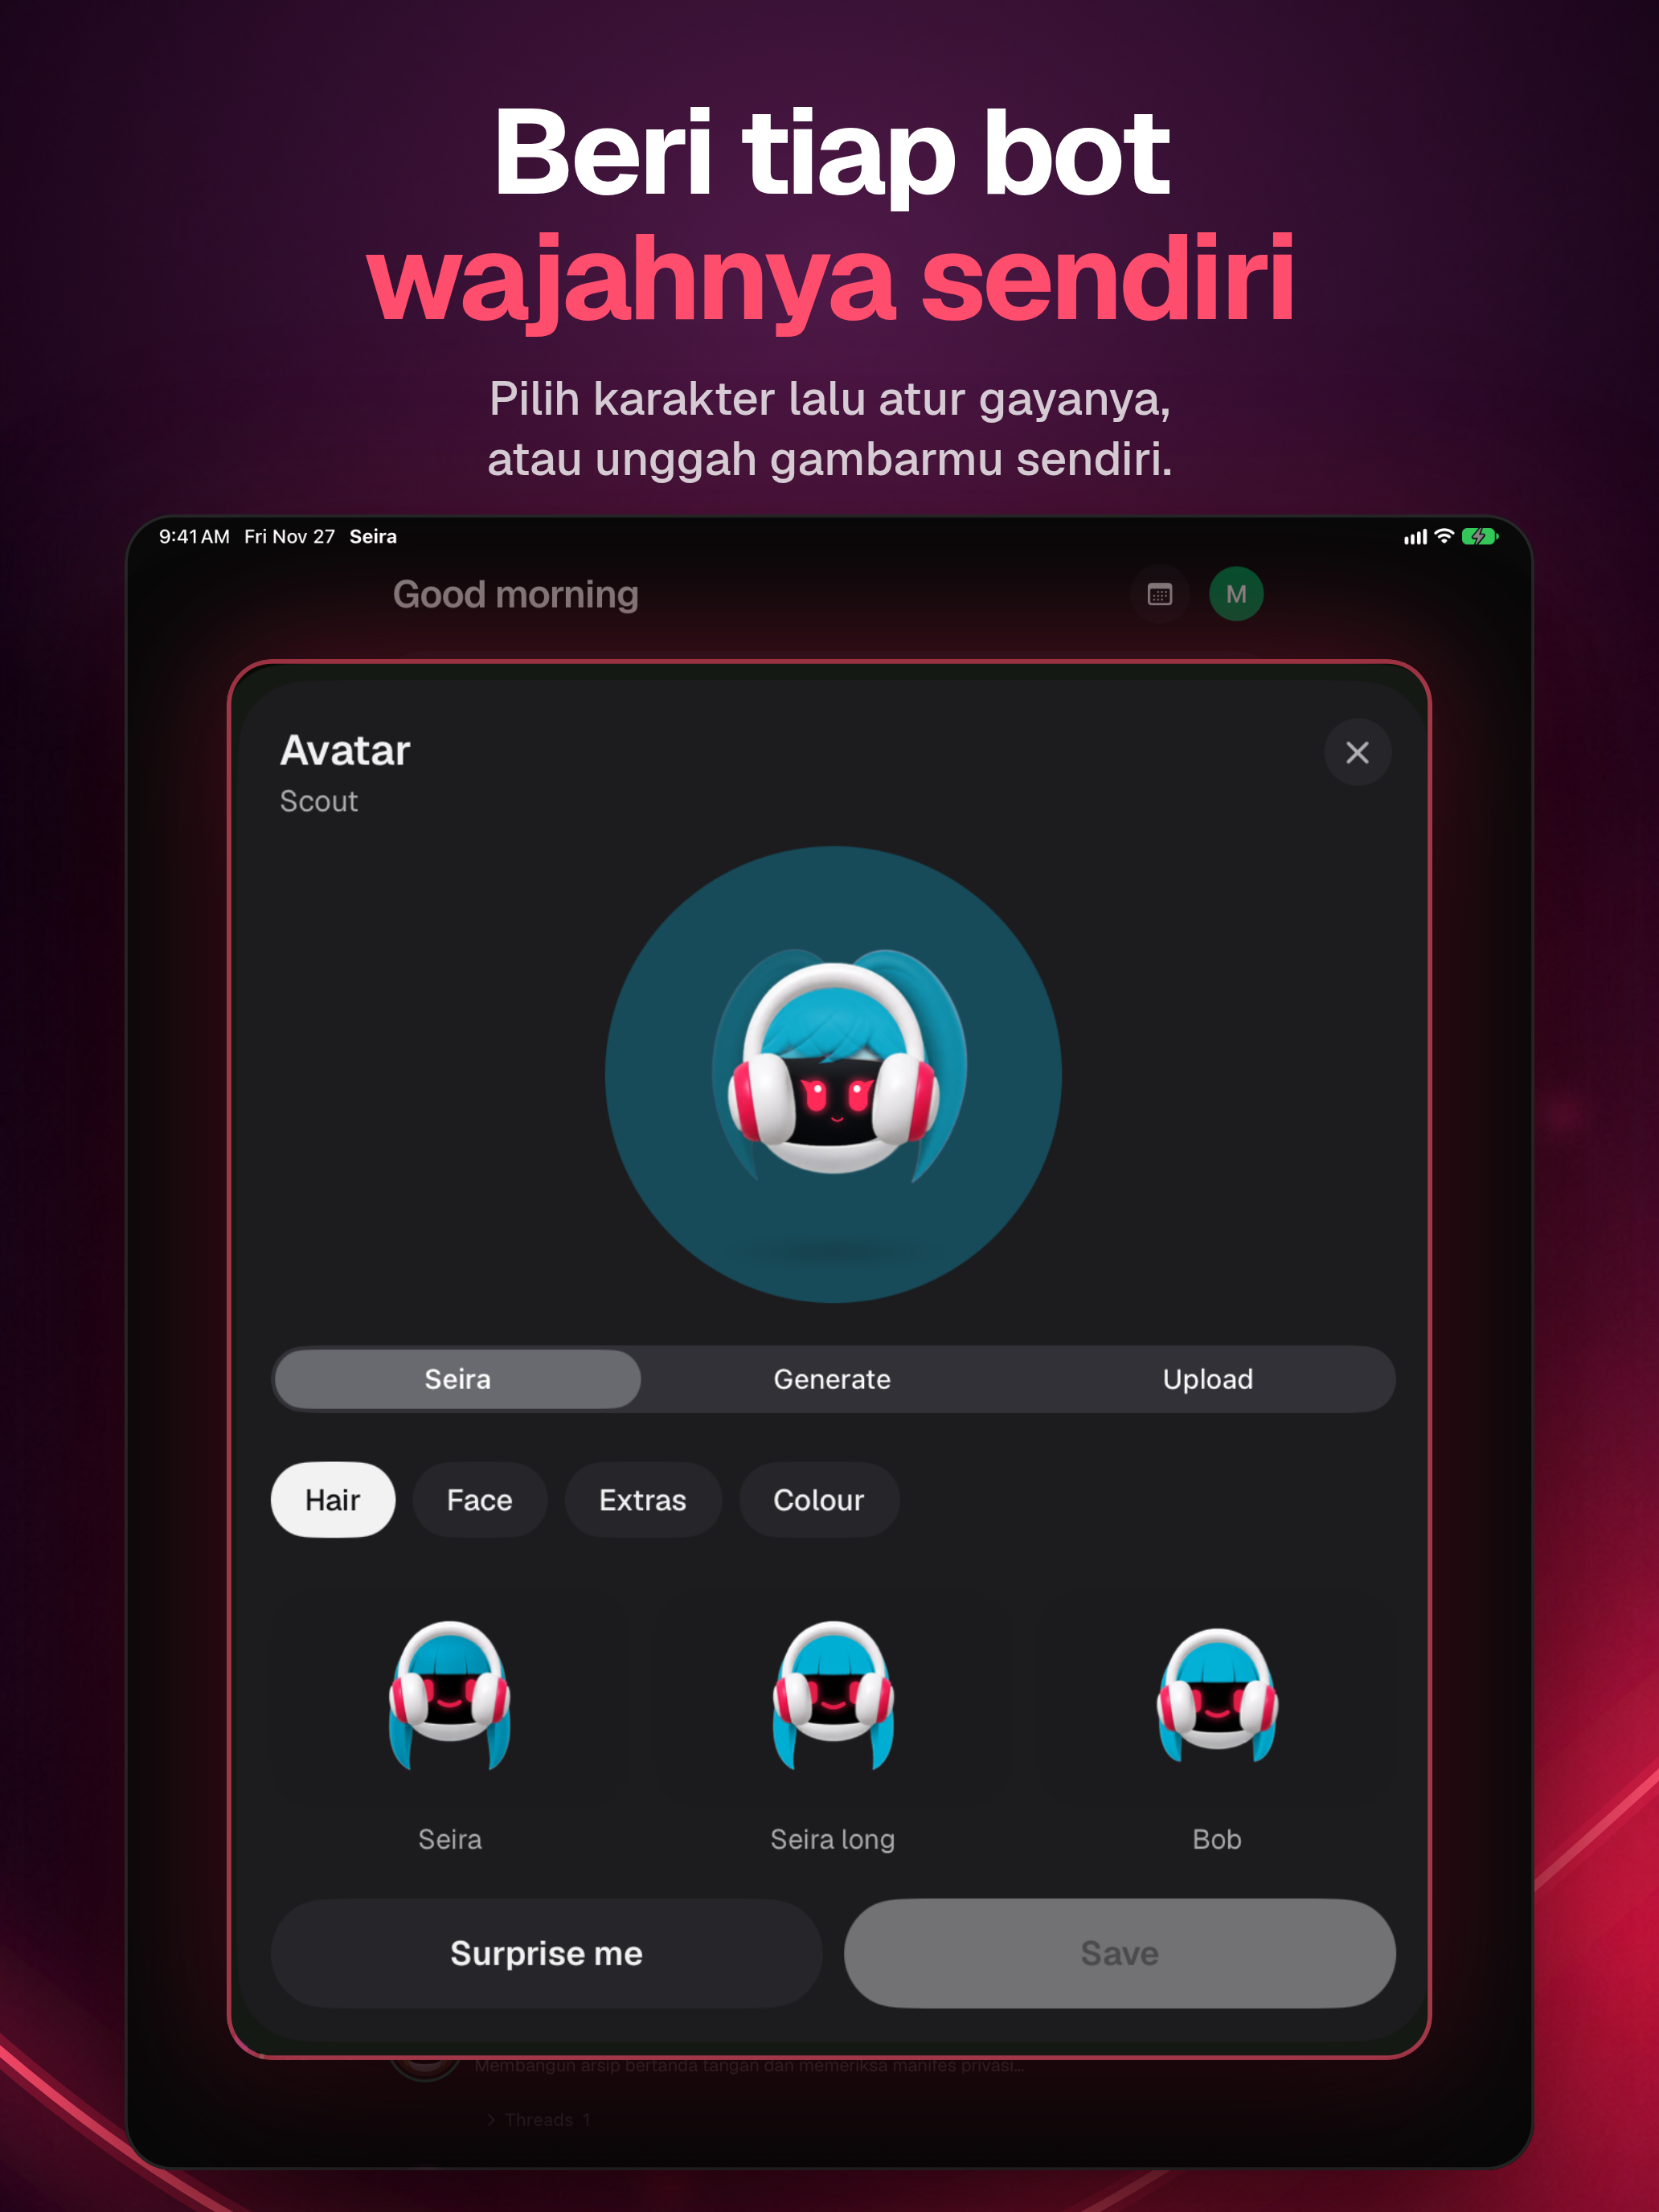 Beri tiap bot
wajahnya sendiri
Pilih karakter lalu atur gayanya,
atau unggah gambarmu sendiri.
9:41 AM Fri Nov 27 Seira
Good morning
M
Avatar
Scout
Seira Generate Upload
Hair Face Extras Colour
Seira Seira long Bob
Surprise me Save
Membangun arsip bertanda tangan dan memeriksa manifes privasi...
Threads 1